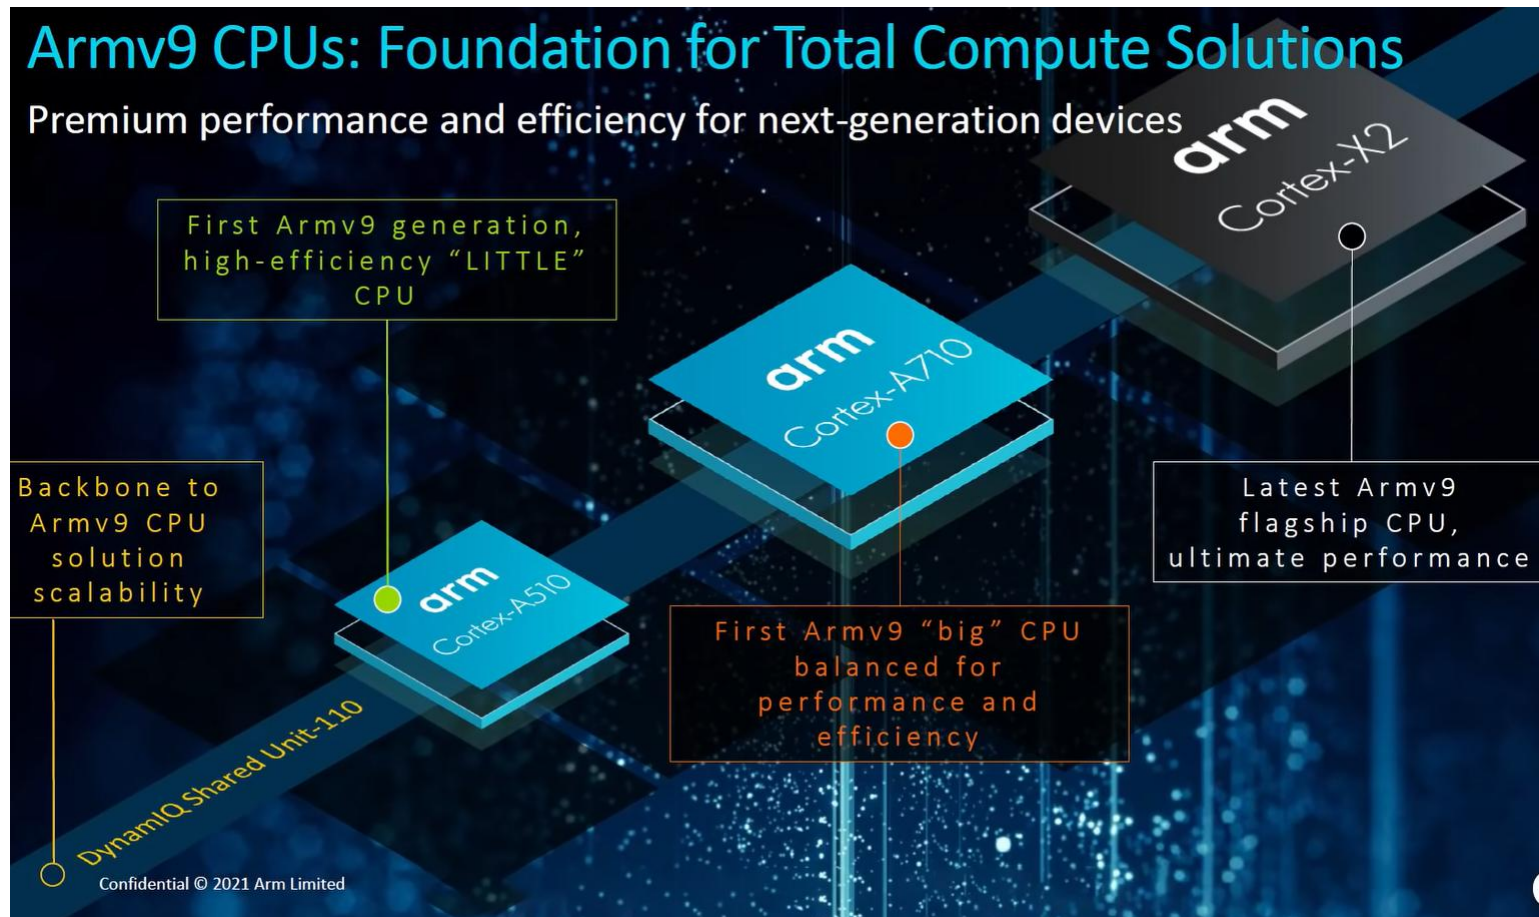 Armv9 CPUs: Foundation for Total Compute Solutions
Premium performance and efficiency for next-generation devices
arm
Cortex-X2
First Armv9 generation,
high-efficiency “LITTLE”
CPU
arm
Cortex-A710
Backbone to
Armv9 CPU
solution
scalability
Latest Armv9
flagship CPU,
ultimate performance
arm
Cortex-A510
First Armv9 “big” CPU
balanced for
performance and
efficiency
DynamIQ Shared Unit-110
Confidential © 2021 Arm Limited